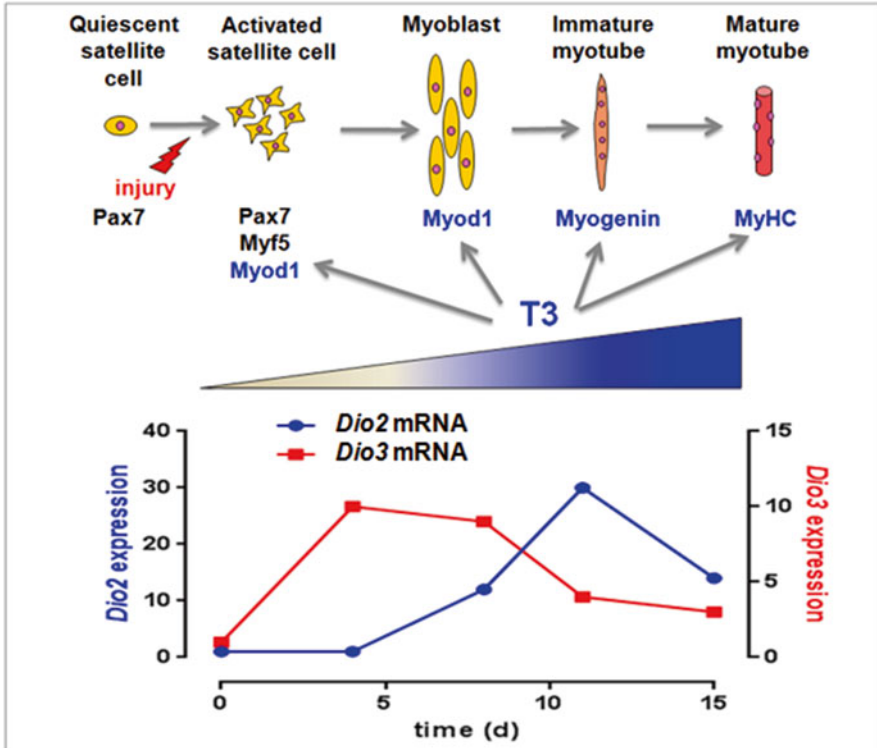 Quiescent satellite cell
Activated satellite cell
Myoblast
Immature myotube
Mature myotube
injury
Pax7
Pax7
Myf5
Myod1
Myod1
Myogenin
MyHC
T3
Dio2 mRNA
Dio3 mRNA
40
30
20
10
0
Dio2 expression
15
10
5
0
Dio3 expression
0
5
10
15
time (d)